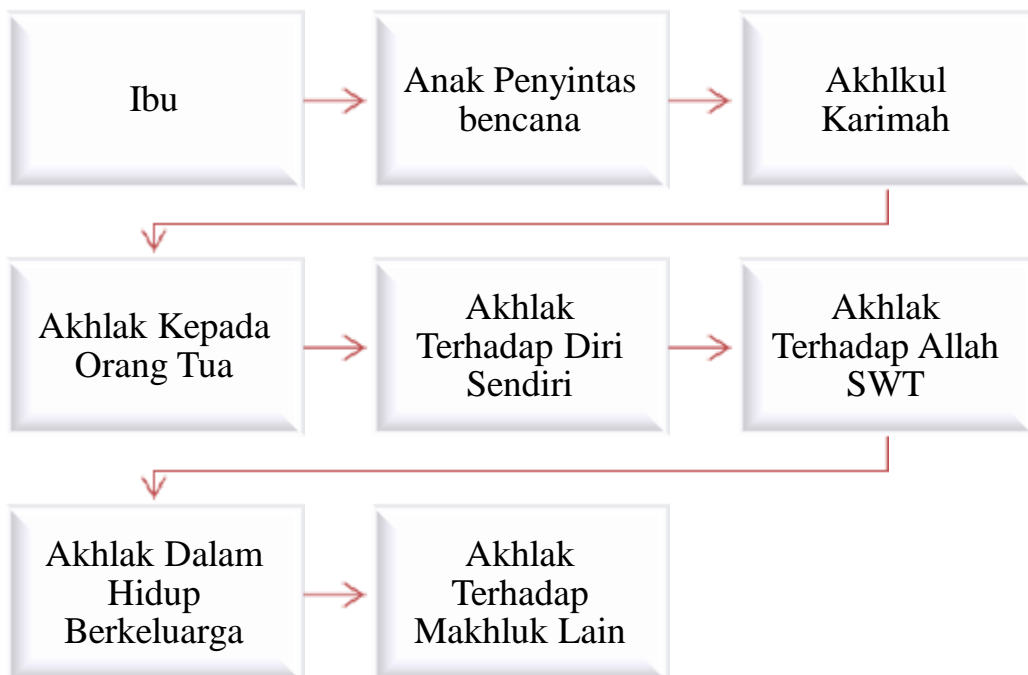 Ibu
Anak Penyintas
bencana
Akhlkul
Karimah
Akhlak Kepada
Orang Tua
Akhlak
Terhadap Diri
Sendiri
Akhlak
Terhadap Allah
SWT
Akhlak Dalam
Hidup
Berkeluarga
Akhlak
Terhadap
Makhluk Lain